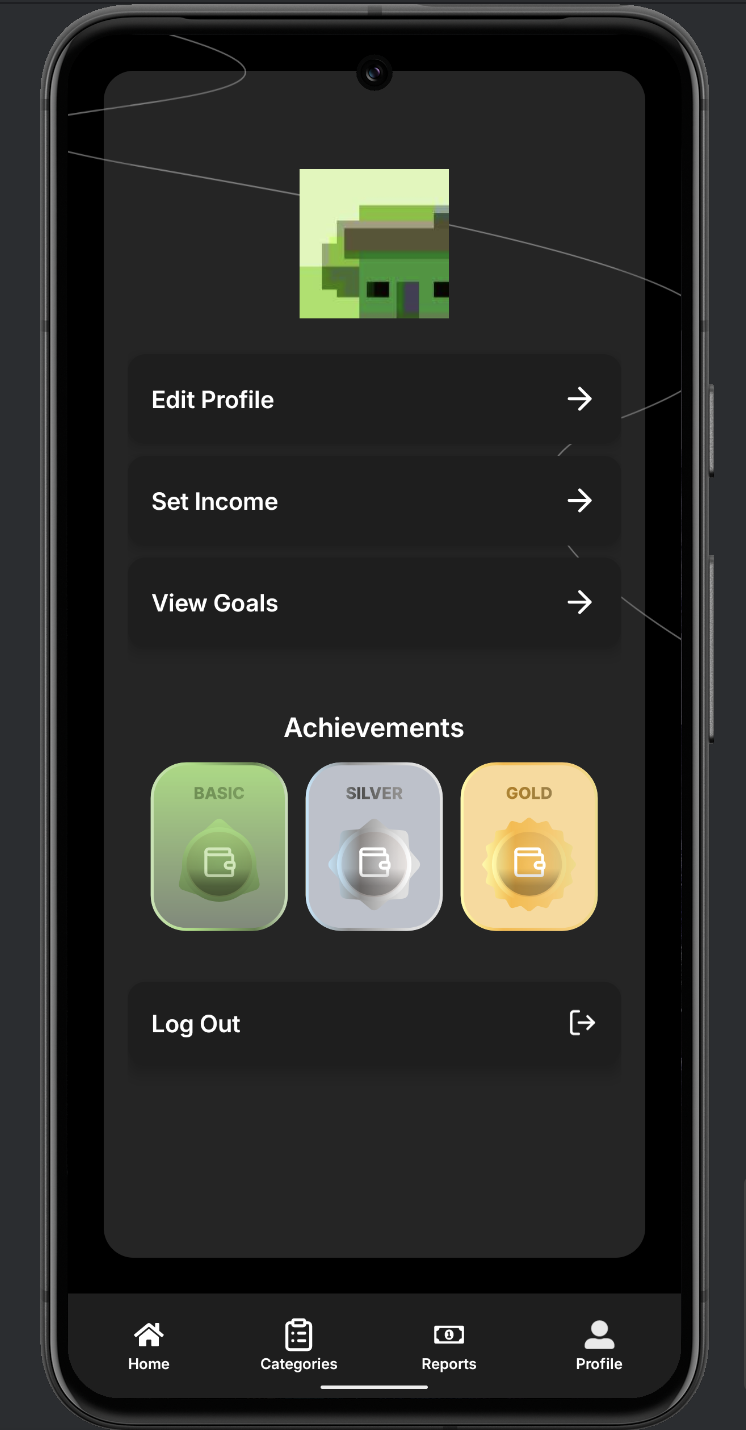 Edit Profile
Set Income
View Goals
Achievements
BASIC
SILVER
GOLD
Log Out
Home
Categories
Reports
Profile